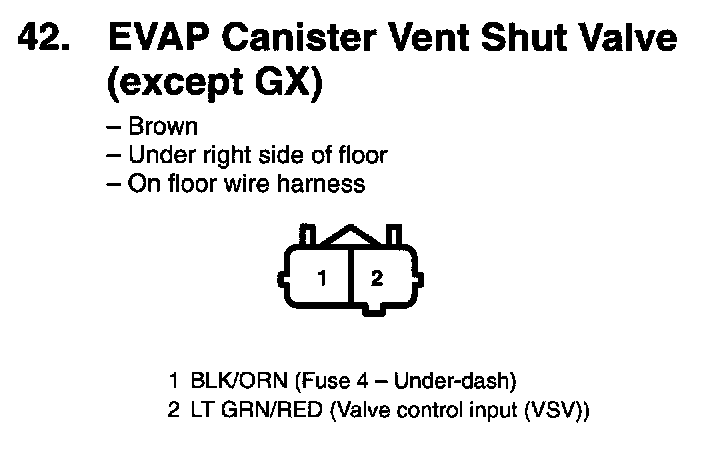 42. EVAP Canister Vent Shut Valve
(except GX)
– Brown
– Under right side of floor
– On floor wire harness
1 2
1 BLK/ORN (Fuse 4 – Under-dash)
2 LT GRN/RED (Valve control input (VSV))